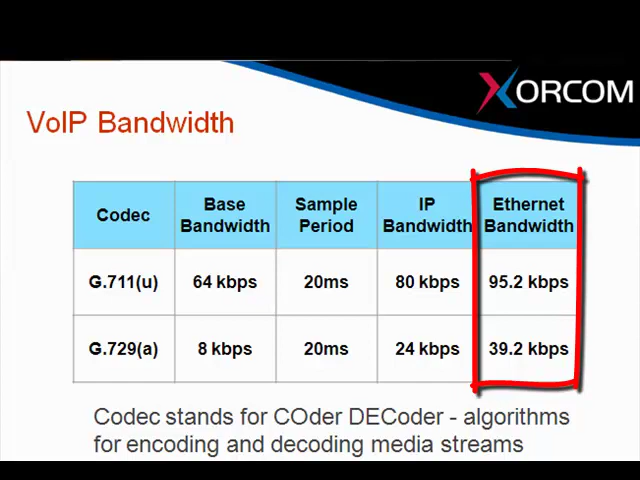 XORCOM
VoIP Bandwidth
Codec
Base
Bandwidth
Sample
Period
IP
Bandwidth
Ethernet
Bandwidth
G.711(u)
64 kbps
20ms
80 kbps
95.2 kbps
G.729(a)
8 kbps
20ms
24 kbps
39.2 kbps
Codec stands for COder DECoder - algorithms
for encoding and decoding media streams